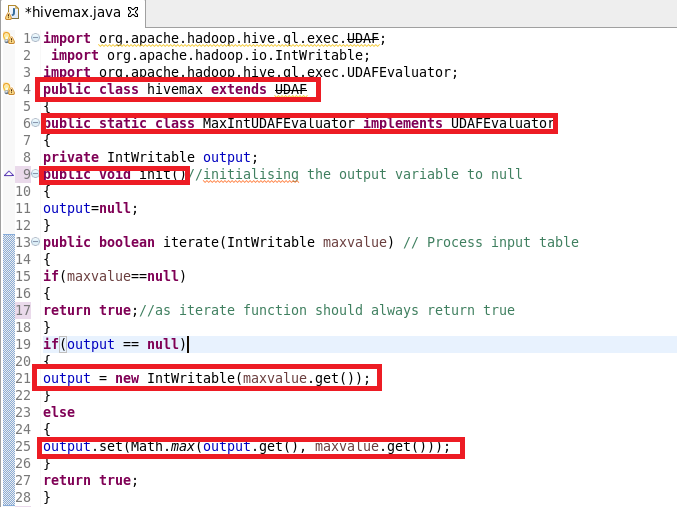 *hivemax.java
1 import org.apache.hadoop.hive.ql.exec.UDAF;
2 import org.apache.hadoop.io.IntWritable;
3 import org.apache.hadoop.hive.ql.exec.UDAFEvaluator;
4 public class hivemax extends UDAF
5 {
6 public static class MaxIntUDAFEvaluator implements UDAFEvaluator
7 {
8 private IntWritable output;
9 public void init()//initialising the output variable to null
10 {
11 output=null;
12 }
13 public boolean iterate(IntWritable maxvalue) // Process input table
14 {
15 if(maxvalue==null)
16 {
17 return true;//as iterate function should always return true
18 }
19 if(output == null)
20 {
21 output = new IntWritable(maxvalue.get());
22 }
23 else
24 {
25 output.set(Math.max(output.get(), maxvalue.get()));
26 }
27 return true;
28 }